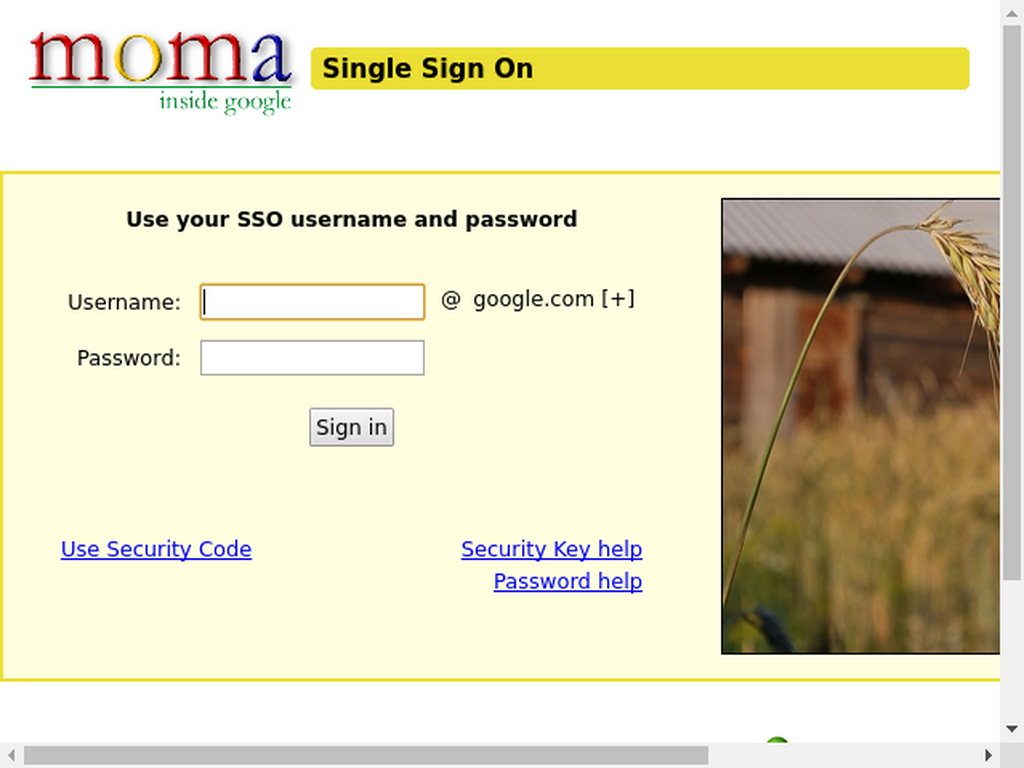 moma
inside google
Single Sign On
Use your SSO username and password
Username: @ google.com [+]
Password:
Sign in
Use Security Code
Security Key help
Password help